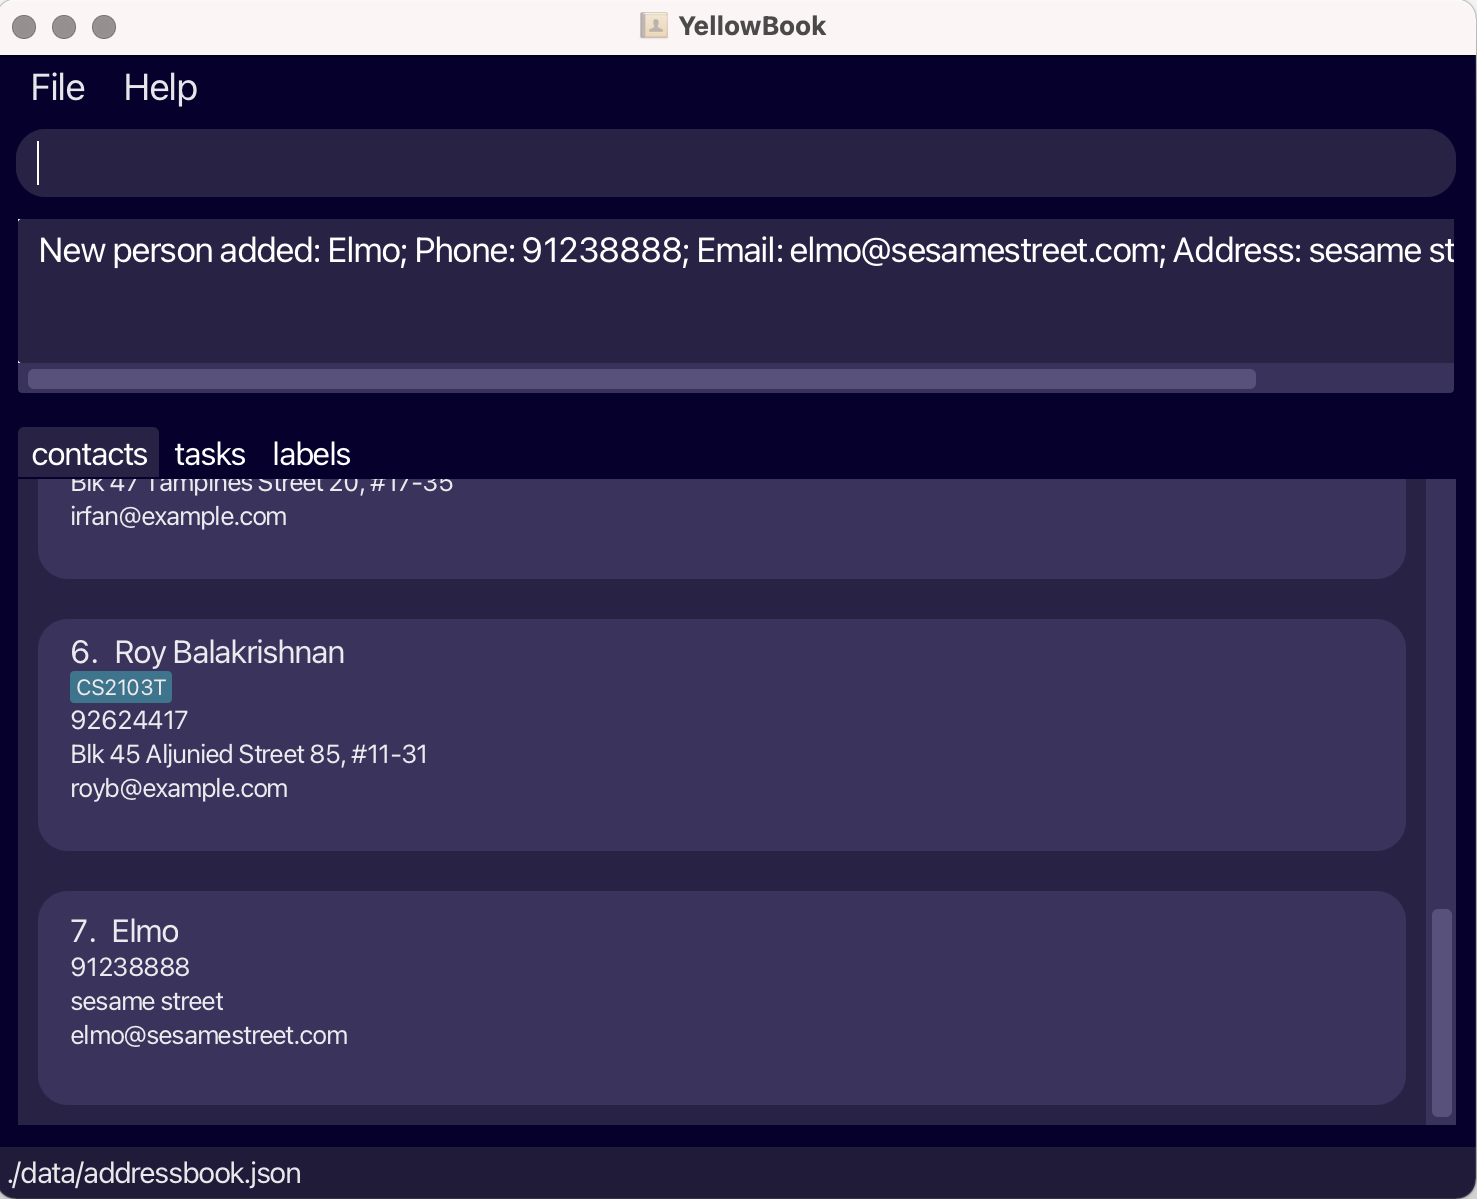 YellowBook
File Help
New person added: Elmo; Phone: 91238888; Email: elmo@sesamestreet.com; Address: sesame st
contacts tasks labels
Blk 47 Tampines Street 20, #17-35
irfan@example.com
6. Roy Balakrishnan
CS2103T
92624417
Blk 45 Aljunied Street 85, #11-31
royb@example.com
7. Elmo
91238888
sesame street
elmo@sesamestreet.com
./data/addressbook.json